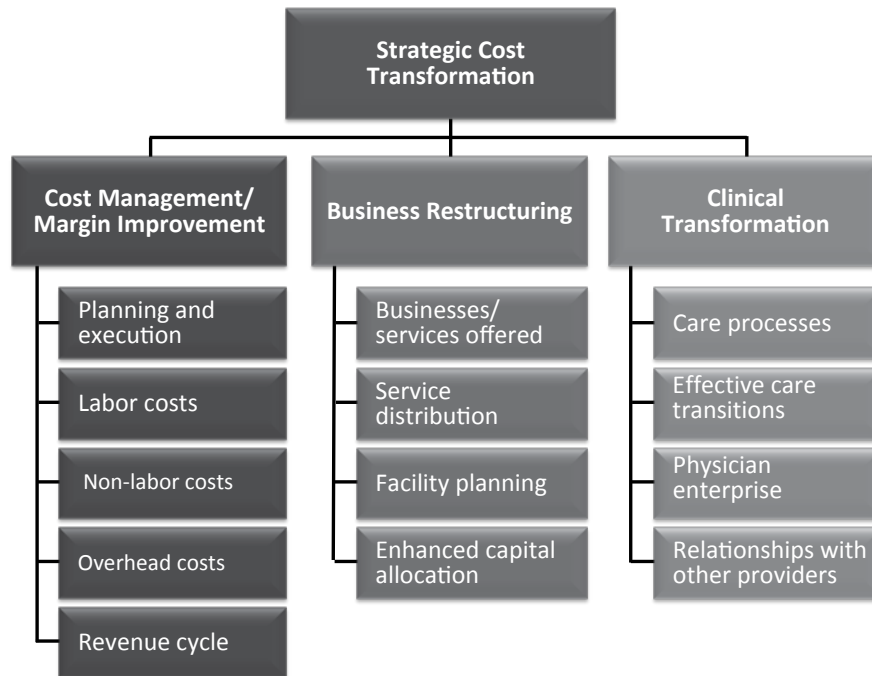 Strategic Cost
Transformation
Cost Management/
Margin Improvement
Planning and
execution
Labor costs
Non-labor costs
Overhead costs
Revenue cycle
Business Restructuring
Businesses/
services offered
Service
distribution
Facility planning
Enhanced capital
allocation
Clinical
Transformation
Care processes
Effective care
transitions
Physician
enterprise
Relationships with
other providers